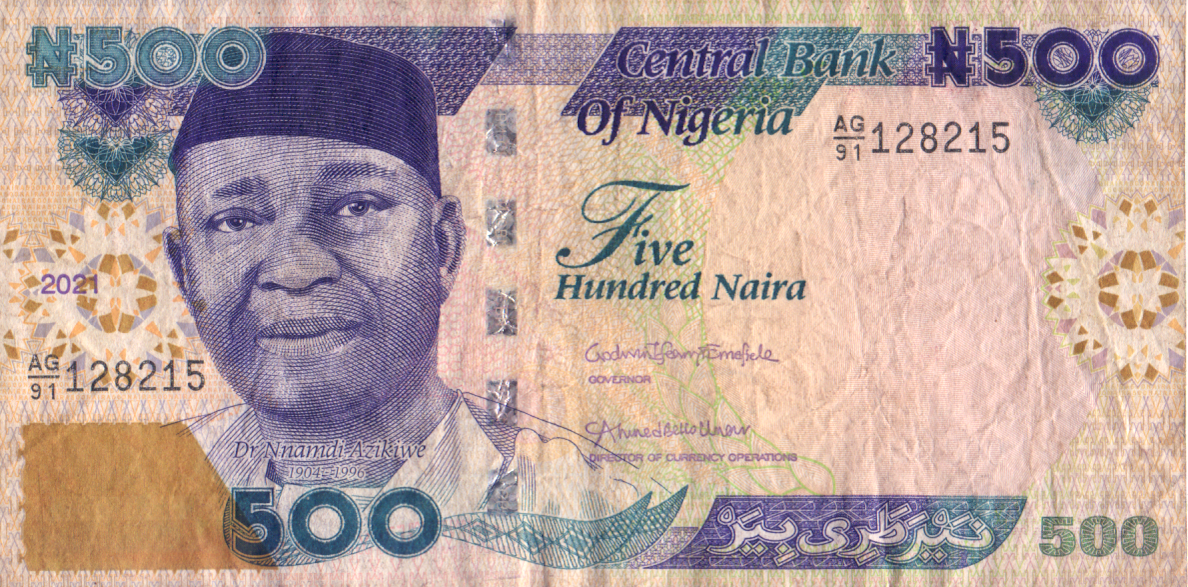 ₦500
Central Bank
₦500
Of Nigeria
AG/91 128215
Five
Hundred Naira
2021
AG/91 128215
GOVERNOR
Dr Nnamdi Azikiwe
1904 - 1996
DIRECTOR OF CURRENCY OPERATIONS
500
نَيْرَ طَرِى بِيَرْ
500